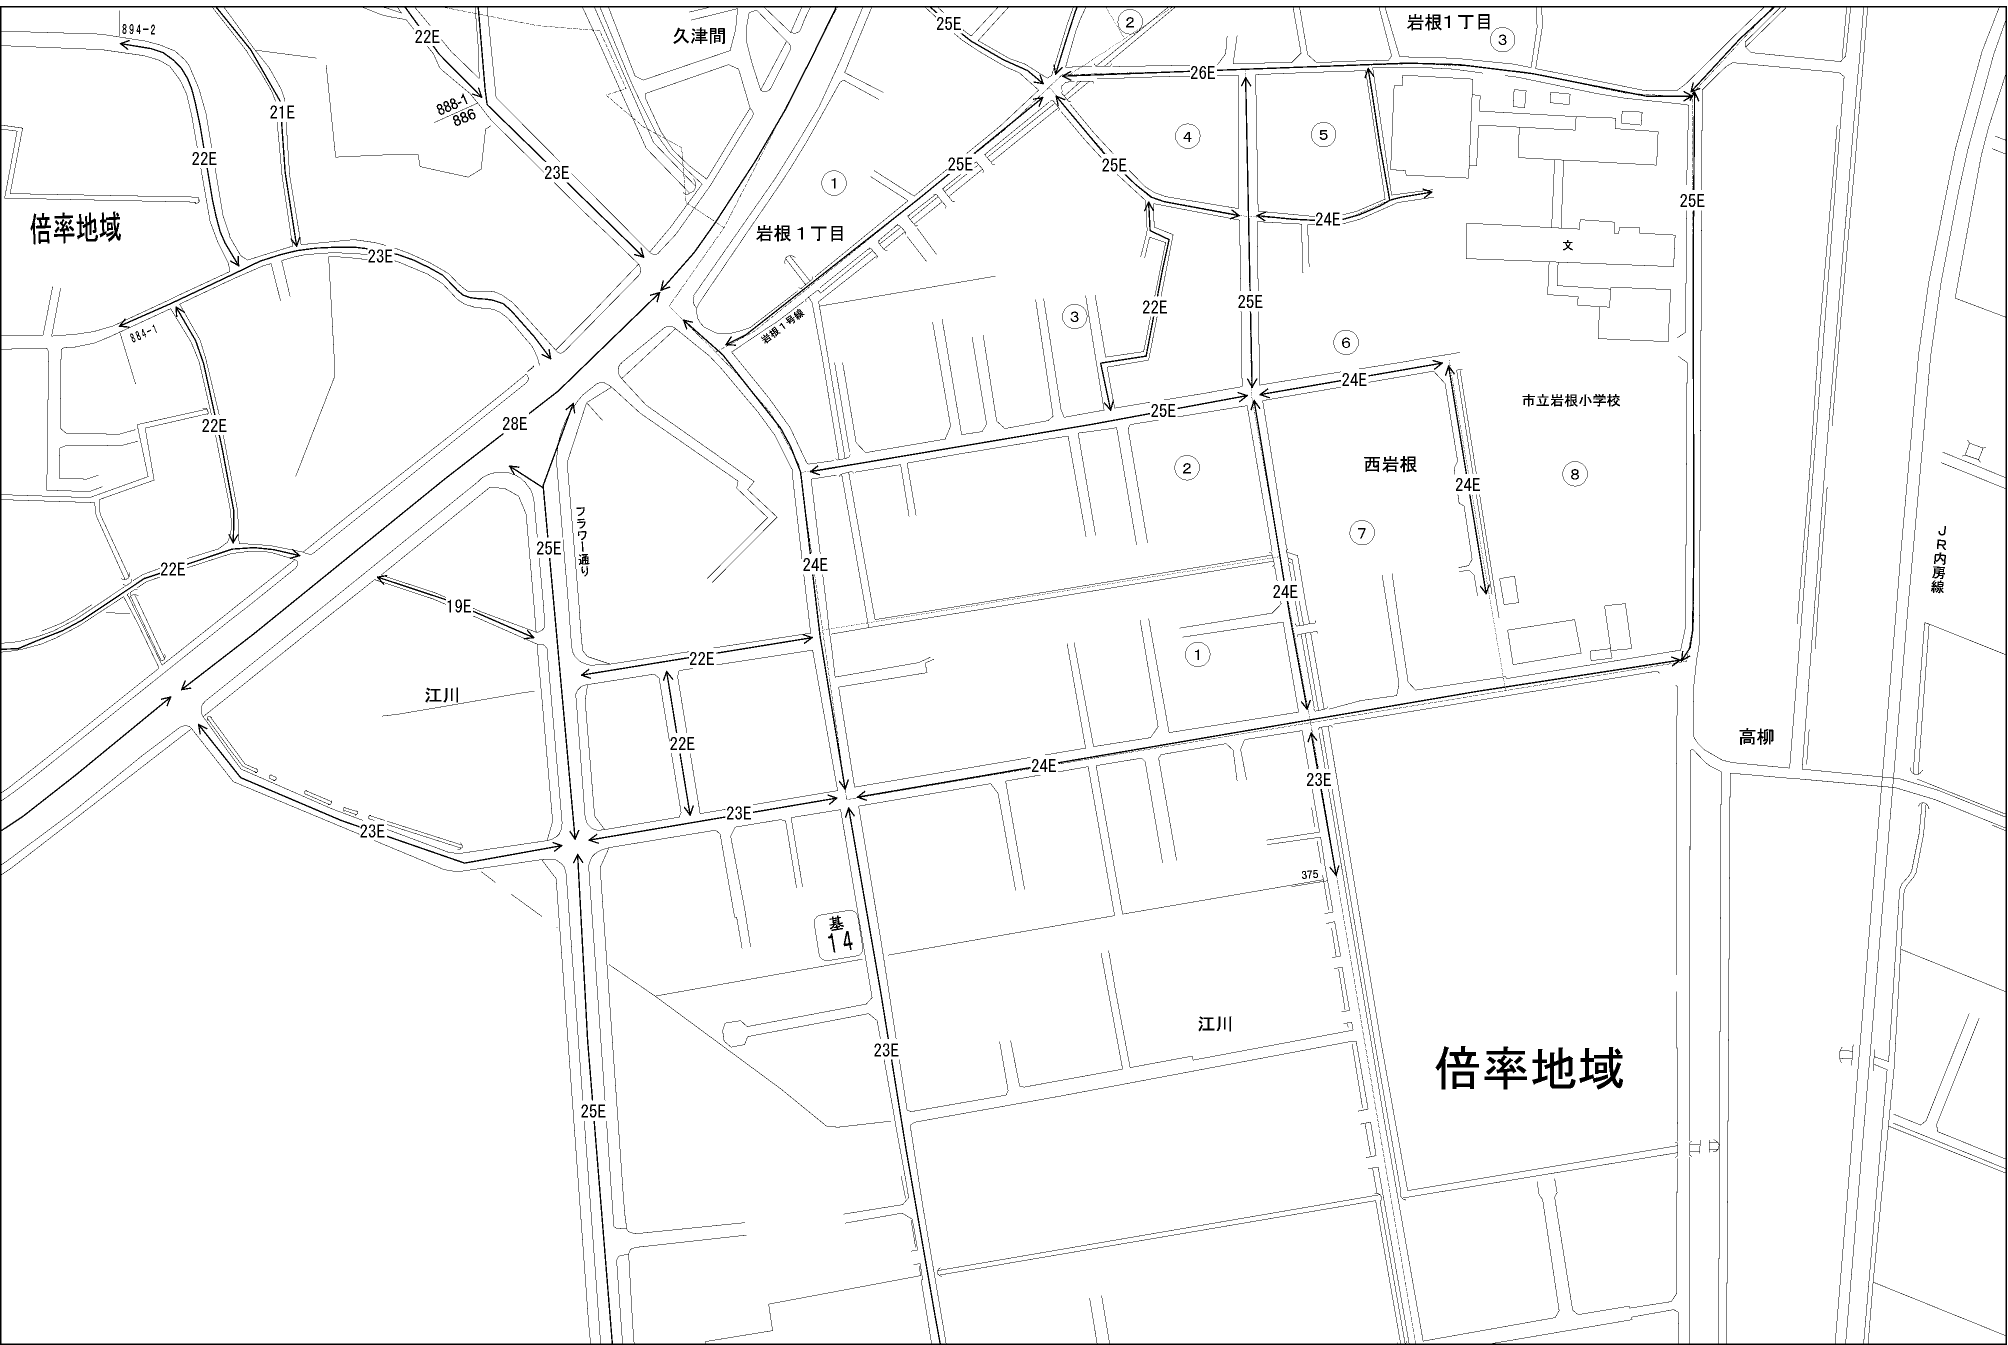 894-2
22E
久津間
25E
②
岩根1丁目
③
26E
21E
888-1
886
22E
23E
①
25E
25E
④
⑤
25E
倍率地域
23E
岩根1丁目
24E
文
884-1
岩根1号線
③
22E
25E
⑥
22E
28E
25E
24E
市立岩根小学校
②
西岩根
24E
⑧
フラワー通り
25E
⑦
JR内房線
22E
24E
24E
19E
22E
①
江川
22E
24E
高柳
23E
23E
23E
375
基
14
江川
23E
倍率地域
25E